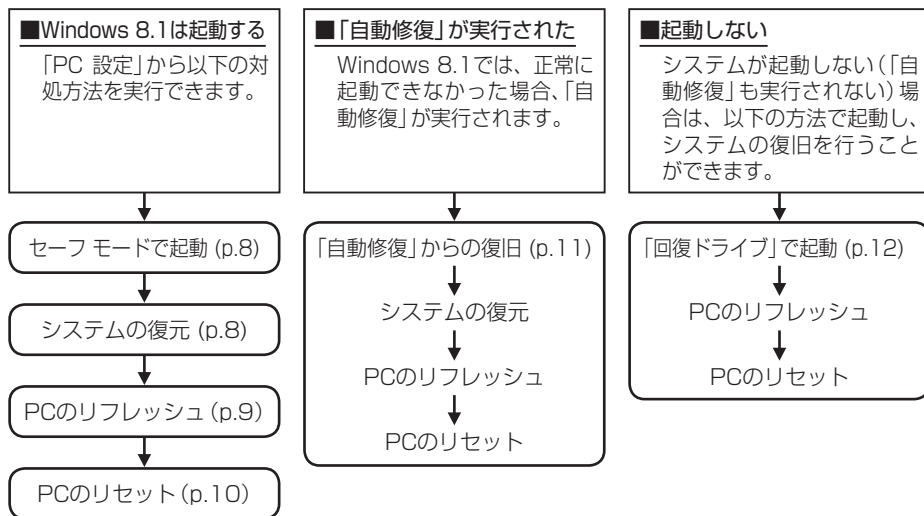 ■Windows 8.1は起動する
「PC 設定」から以下の対
処方法を実行できます。
セーフ モードで起動 (p.8)
システムの復元 (p.8)
PCのリフレッシュ (p.9)
PCのリセット (p.10)
■「自動修復」が実行された
Windows 8.1では、正常に
起動できなかった場合、「自
動修復」が実行されます。
「自動修復」からの復旧 (p.11)
システムの復元
PCのリフレッシュ
PCのリセット
■起動しない
システムが起動しない(「自
動修復」も実行されない)場
合は、以下の方法で起動し、
システムの復旧を行うこと
ができます。
「回復ドライブ」で起動 (p.12)
PCのリフレッシュ
PCのリセット